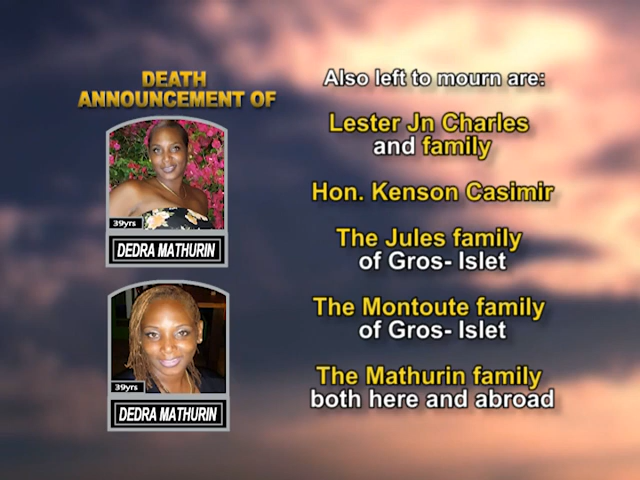 DEATH
ANNOUNCEMENT OF
39yrs
DEDRA MATHURIN
39yrs
DEDRA MATHURIN
Also left to mourn are:
Lester Jn Charles
and family
Hon. Kenson Casimir
The Jules family
of Gros- Islet
The Montoute family
of Gros- Islet
The Mathurin family
both here and abroad